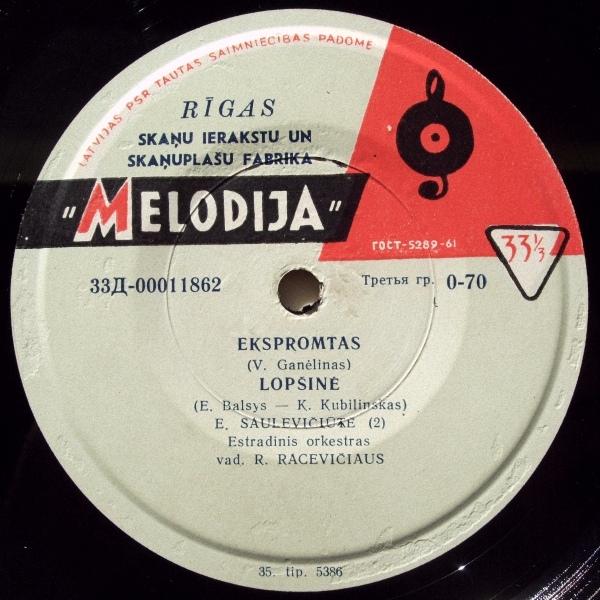 LATVIJAS PSR TAUTAS SAIMNIECĪBAS PADOME
RĪGAS
SKAŅU IERAKSTU UN
SKAŅUPLAŠU FABRIKA
"MELODIJA"
ГОСТ-5289-61
33⅓
33Д-00011862
Третья гр. 0-70
EKSPROMTAS
(V. Ganėlinas)
LOPŠINĖ
(E. Balsys — K. Kubilinskas)
E. SAULEVIČIŪTĖ (2)
Estradinis orkestras
vad. R. RACEVIČIAUS
35. tip. 5386